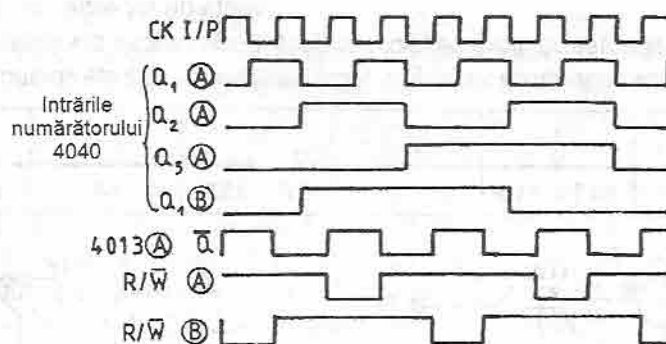 CK I/P
Q₁ Ⓐ
Intrările
numărătorului
4040
Q₂ Ⓐ
Q₅ Ⓐ
Q₁ Ⓑ
4013Ⓐ Q̅
R/W̅ Ⓐ
R/W̅ Ⓑ